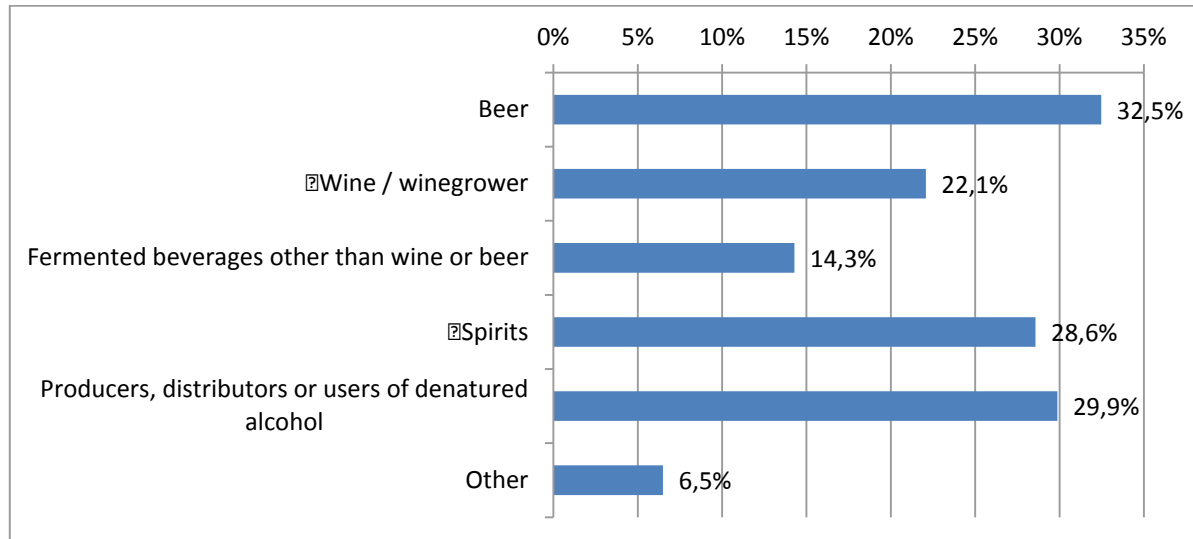 0% 5% 10% 15% 20% 25% 30% 35%
Beer 32,5%
⍰Wine / winegrower 22,1%
Fermented beverages other than wine or beer 14,3%
⍰Spirits 28,6%
Producers, distributors or users of denatured
alcohol 29,9%
Other 6,5%